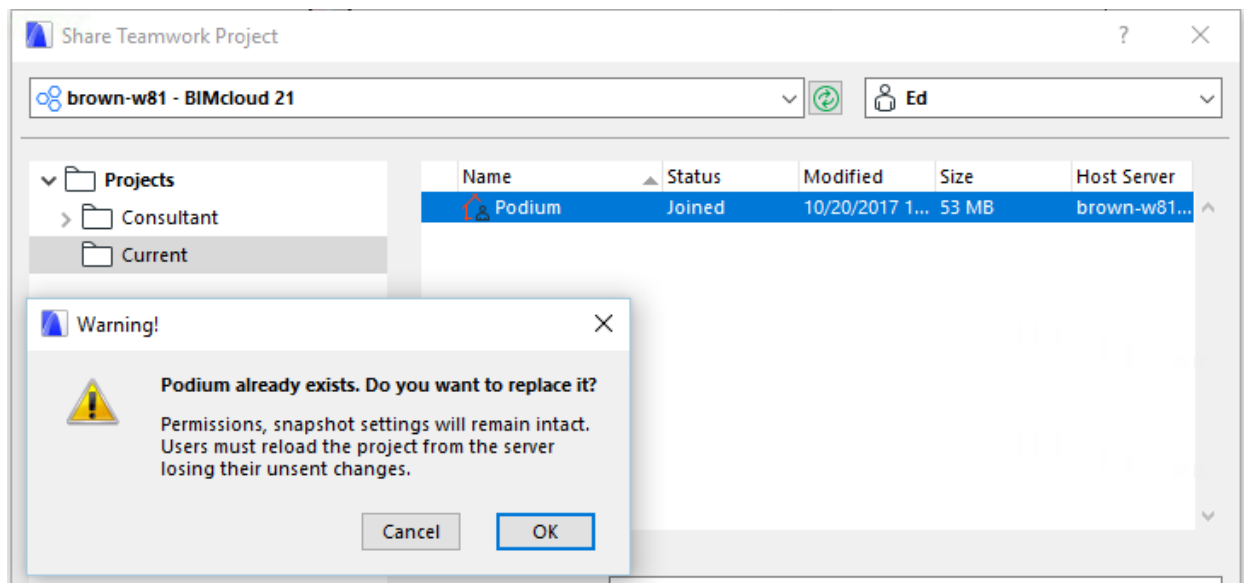 Share Teamwork Project
?
brown-w81 - BIMcloud 21
Ed
Projects
Consultant
Current
Name Status Modified Size Host Server
Podium Joined 10/20/2017 1... 53 MB brown-w81...
Warning!
Podium already exists. Do you want to replace it?
Permissions, snapshot settings will remain intact.
Users must reload the project from the server
losing their unsent changes.
Cancel OK